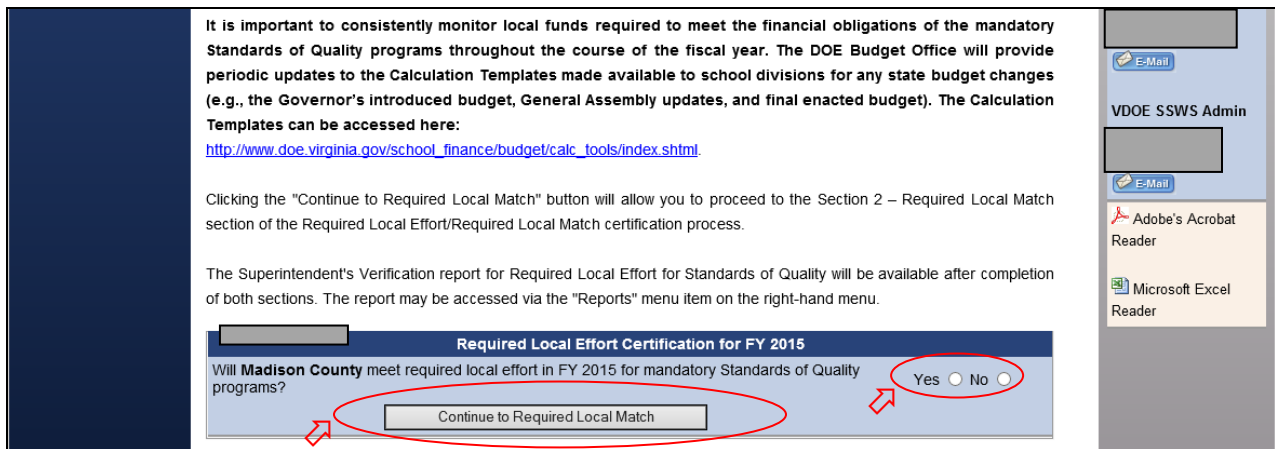 It is important to consistently monitor local funds required to meet the financial obligations of the mandatory
Standards of Quality programs throughout the course of the fiscal year. The DOE Budget Office will provide
periodic updates to the Calculation Templates made available to school divisions for any state budget changes
(e.g., the Governor's introduced budget, General Assembly updates, and final enacted budget). The Calculation
Templates can be accessed here:
http://www.doe.virginia.gov/school_finance/budget/calc_tools/index.shtml.
Clicking the "Continue to Required Local Match" button will allow you to proceed to the Section 2 – Required Local Match
section of the Required Local Effort/Required Local Match certification process.
The Superintendent's Verification report for Required Local Effort for Standards of Quality will be available after completion
of both sections. The report may be accessed via the "Reports" menu item on the right-hand menu.
Required Local Effort Certification for FY 2015
Will Madison County meet required local effort in FY 2015 for mandatory Standards of Quality
programs?
Yes No
Continue to Required Local Match
E-Mail
VDOE SSWS Admin
E-Mail
Adobe's Acrobat
Reader
Microsoft Excel
Reader